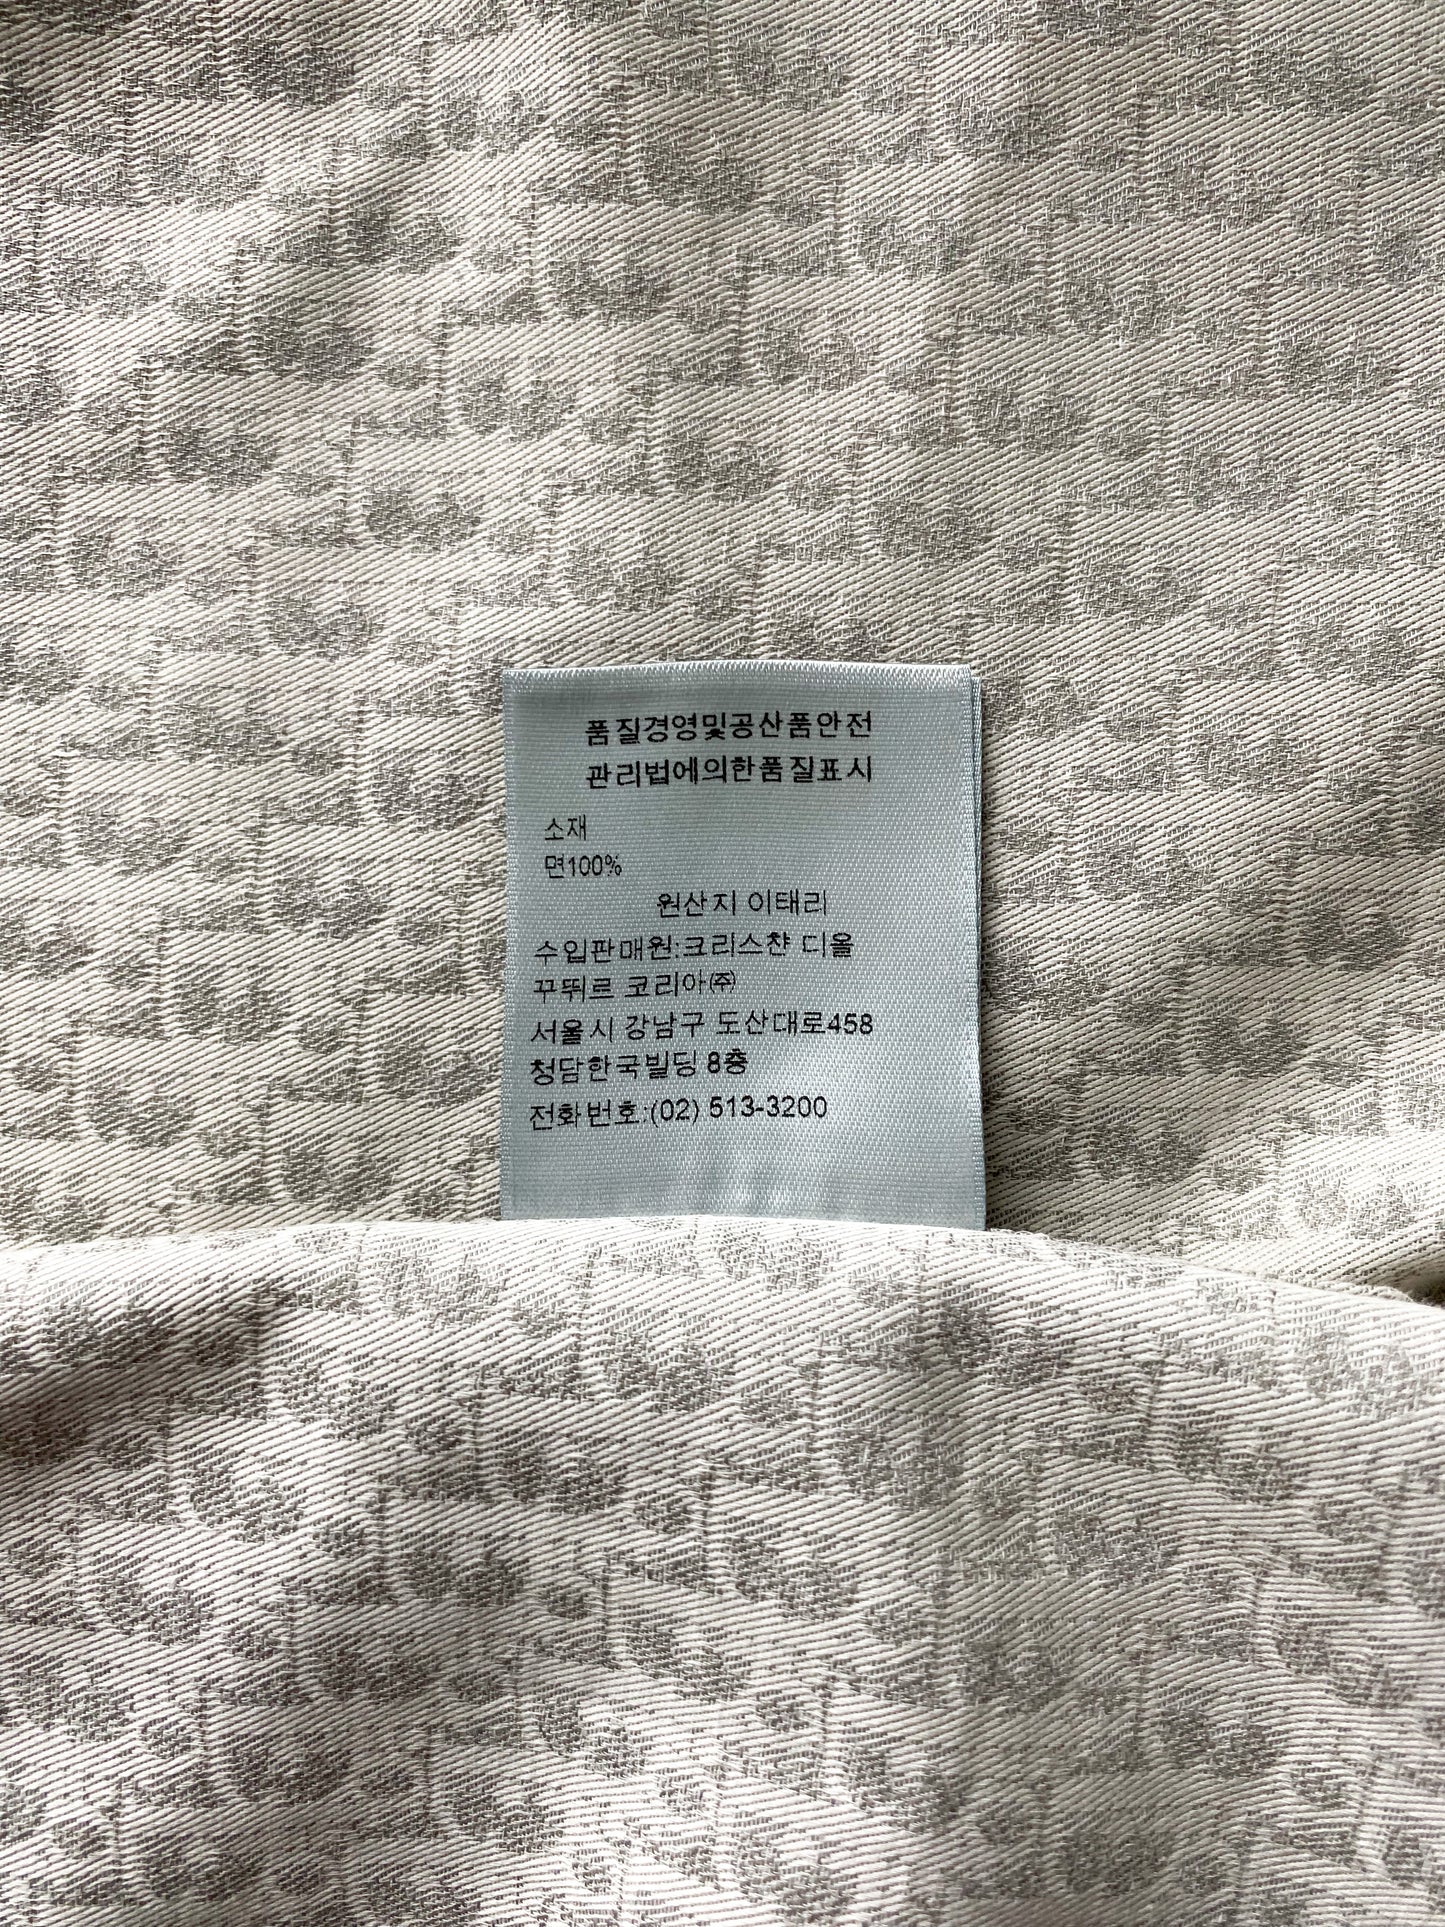 품질경영및공산품안전
관리법에의한품질표시
소재
면100%
원산지 이태리
수입판매원:크리스챤 디올
꾸뛰르 코리아㈜
서울시 강남구 도산대로458
청담한국빌딩 8층
전화번호:(02) 513-3200